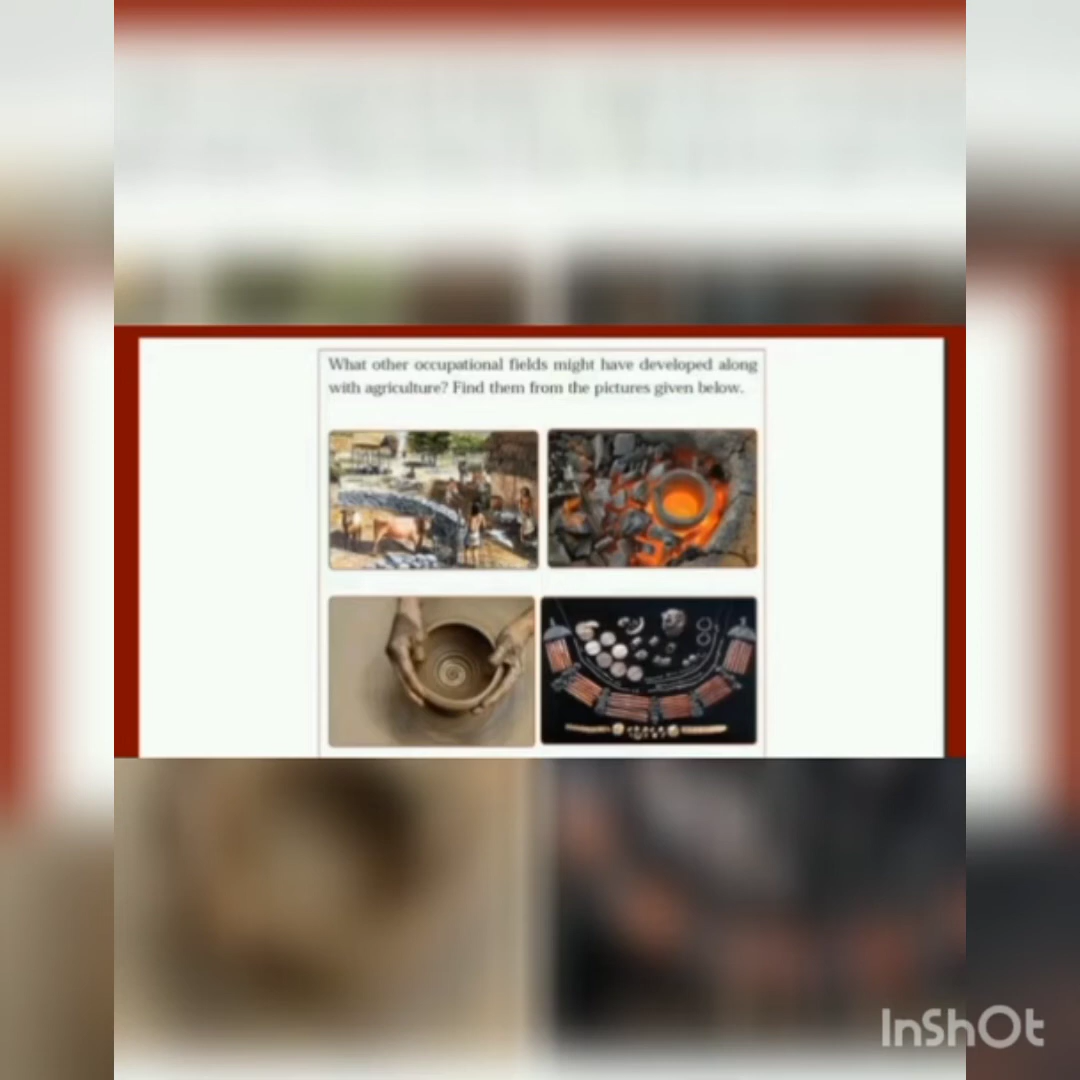 What other occupational fields might have developed along
with agriculture? Find them from the pictures given below.
InShOt